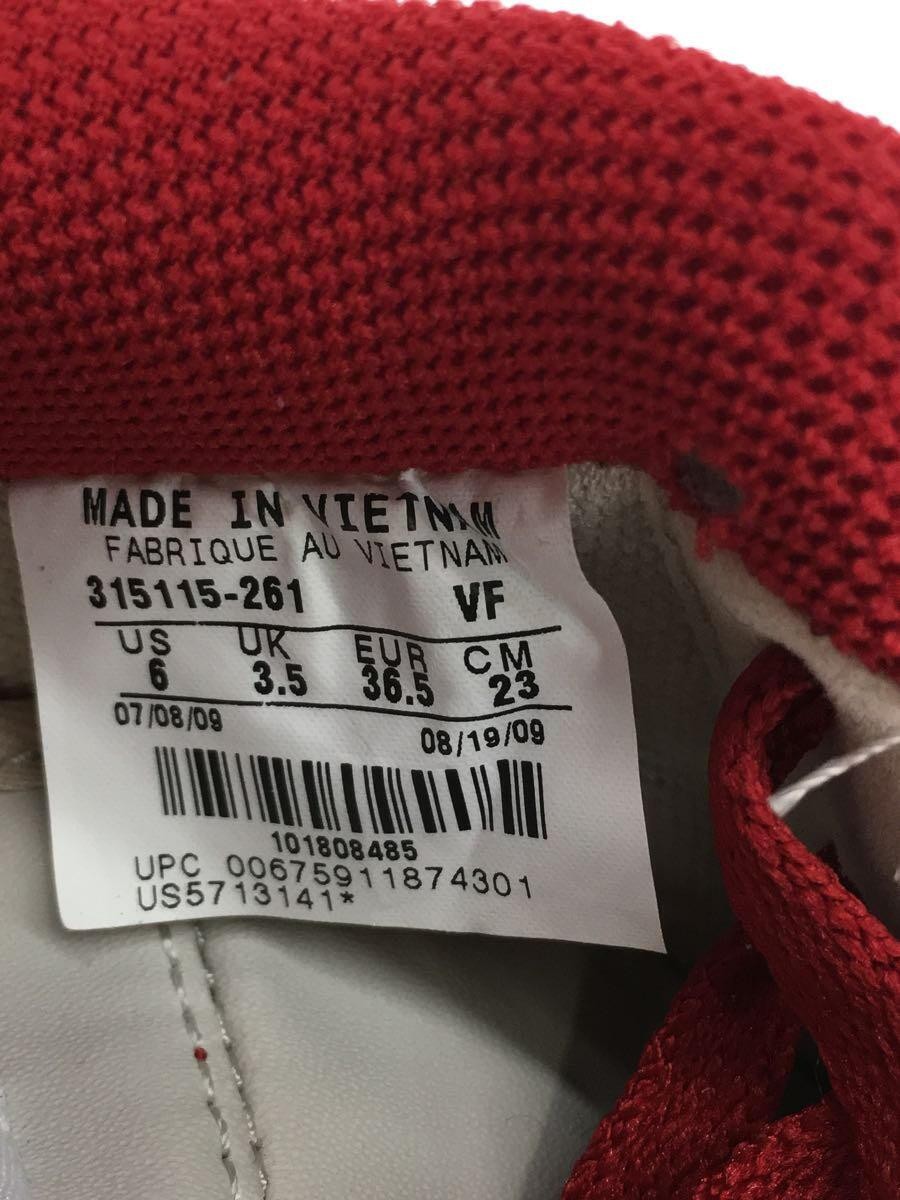 MADE IN VIETNAM
FABRIQUE AU VIETNAM
315115-261 VF
US UK EUR CM
6 3.5 36.5 23
07/08/09 08/19/09
101808485
UPC 00675911874301
US5713141*